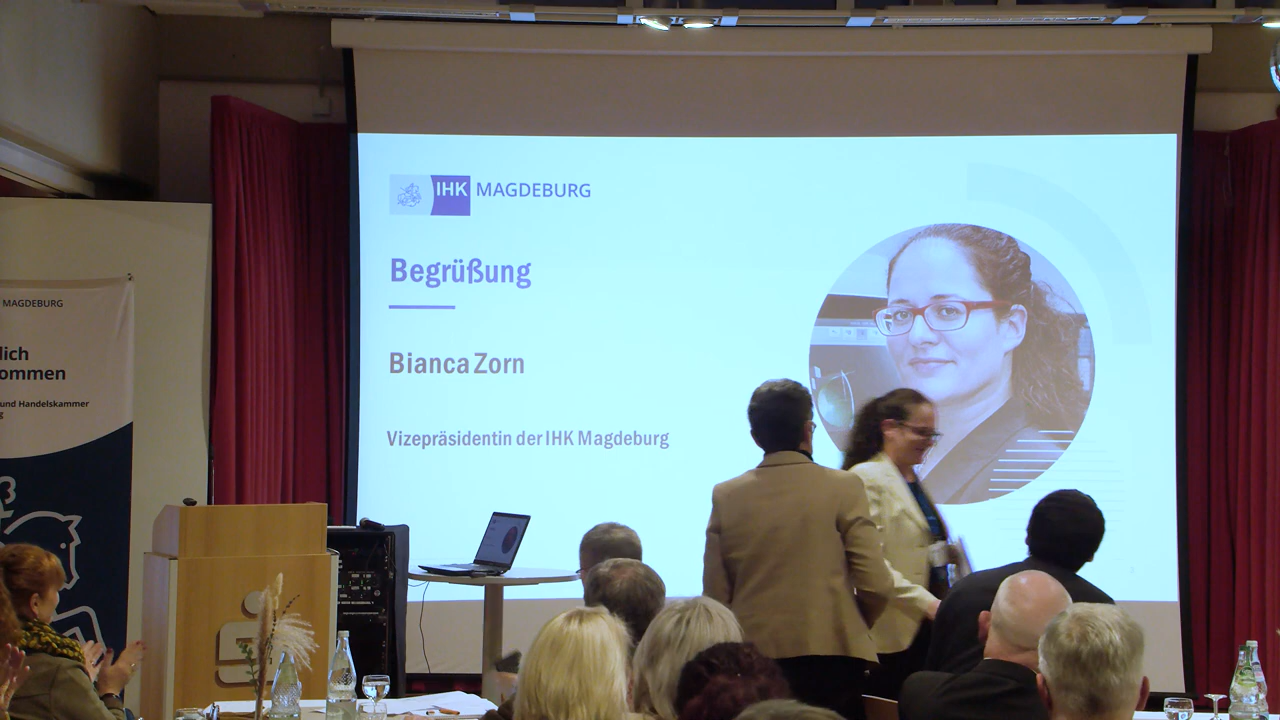 IHK MAGDEBURG
Begrüßung
Bianca Zorn
Vizepräsidentin der IHK Magdeburg
MAGDEBURG
lich
ommen
und Handelskammer
g